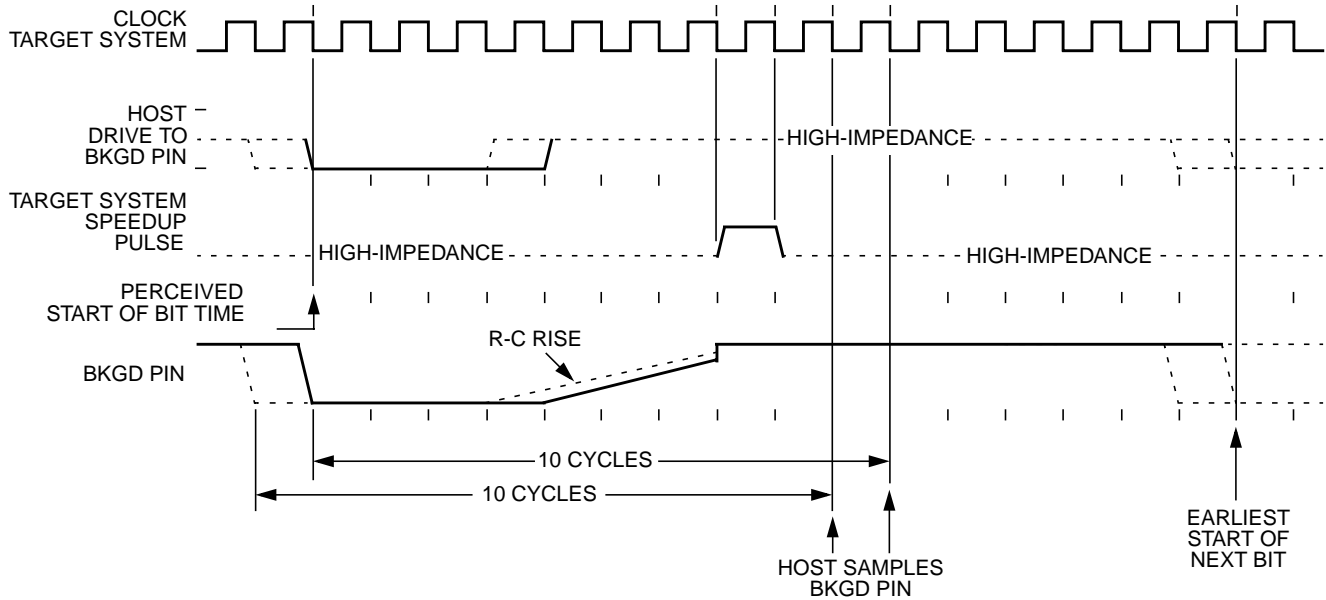 CLOCK
TARGET SYSTEM
HOST
DRIVE TO
BKGD PIN
HIGH-IMPEDANCE
TARGET SYSTEM
SPEEDUP
PULSE
HIGH-IMPEDANCE
HIGH-IMPEDANCE
PERCEIVED
START OF BIT TIME
R-C RISE
BKGD PIN
10 CYCLES
10 CYCLES
EARLIEST
START OF
NEXT BIT
HOST SAMPLES
BKGD PIN